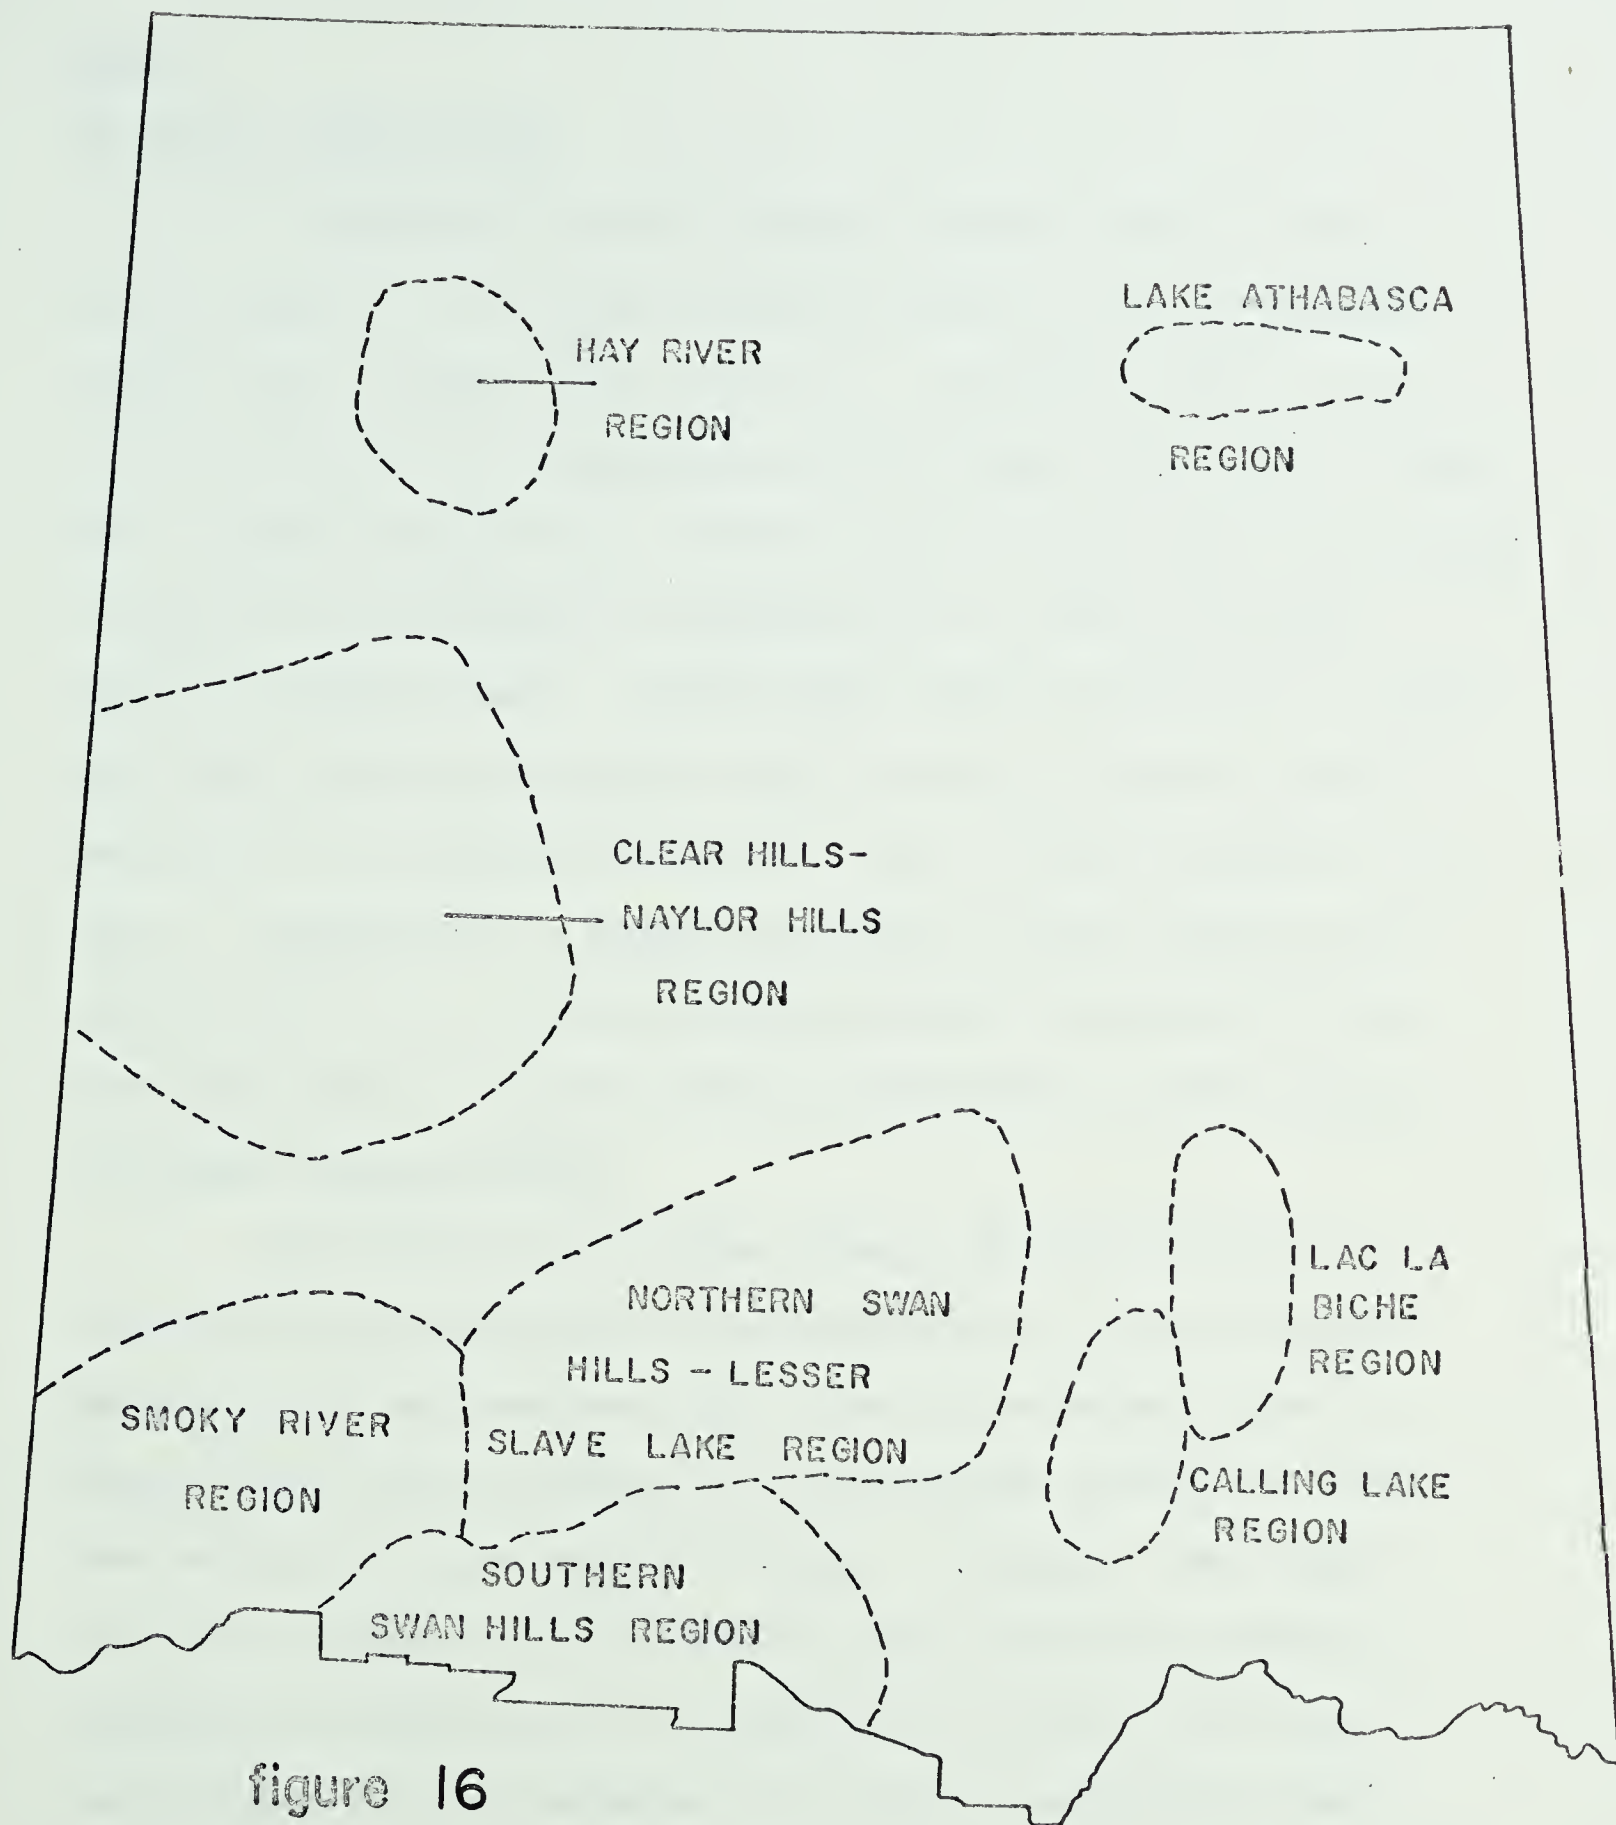 LAKE ATHABASCA
REGION
HAY RIVER
REGION
CLEAR HILLS-
NAYLOR HILLS
REGION
NORTHERN SWAN
HILLS - LESSER
SLAVE LAKE REGION
LAC LA
BICHE
REGION
SMOKY RIVER
REGION
CALLING LAKE
REGION
SOUTHERN
SWAN HILLS REGION
figure 16